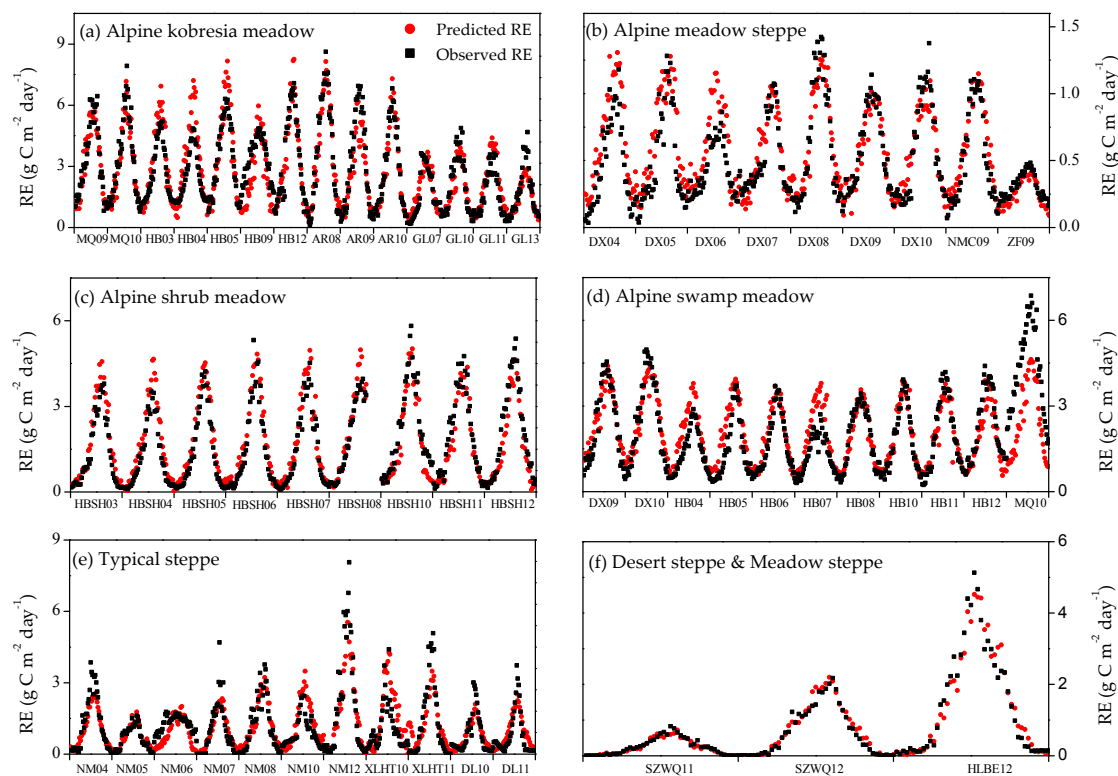 (a) Alpine kobresia meadow
Predicted RE
Observed RE
RE (g C m⁻² day⁻¹)
9
6
3
0
MQ09 MQ10 HB03 HB04 HB05 HB09 HB12 AR08 AR09 AR10 GL07 GL10 GL11 GL13
(b) Alpine meadow steppe
1.5
1.0
0.5
0.0
RE (g C m⁻² day⁻¹)
DX04 DX05 DX06 DX07 DX08 DX09 DX10 NMC09 ZF09
(c) Alpine shrub meadow
RE (g C m⁻² day⁻¹)
6
3
0
HBSH03 HBSH04 HBSH05 HBSH06 HBSH07 HBSH08 HBSH10 HBSH11 HBSH12
(d) Alpine swamp meadow
6
3
0
RE (g C m⁻² day⁻¹)
DX09 DX10 HB04 HB05 HB06 HB07 HB08 HB10 HB11 HB12 MQ10
(e) Typical steppe
RE (g C m⁻² day⁻¹)
9
6
3
0
NM04 NM05 NM06 NM07 NM08 NM10 NM12 XLHT10 XLHT11 DL10 DL11
(f) Desert steppe & Meadow steppe
6
4
2
0
RE (g C m⁻² day⁻¹)
SZWQ11 SZWQ12 HLBE12